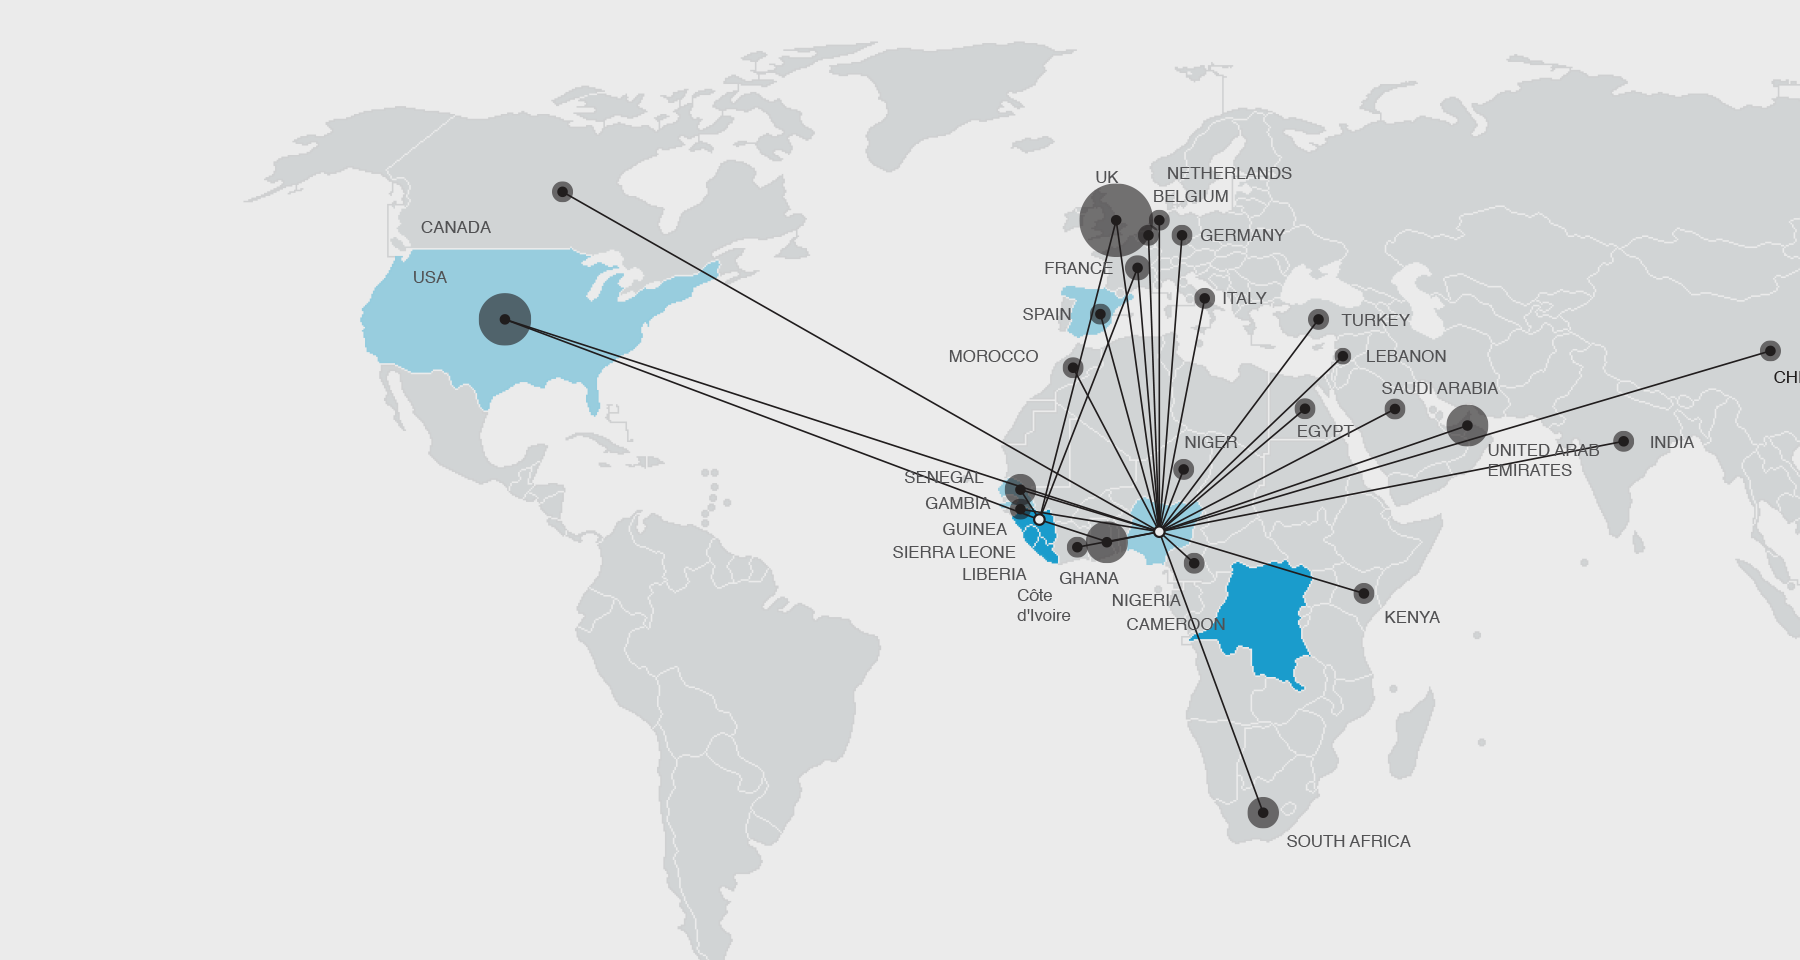 UK
NETHERLANDS
BELGIUM
CANADA
GERMANY
FRANCE
USA
ITALY
SPAIN
TURKEY
MOROCCO
LEBANON
CHI
SAUDI ARABIA
EGYPT
NIGER
INDIA
UNITED ARAB
EMIRATES
SENEGAL
GAMBIA
GUINEA
SIERRA LEONE
LIBERIA
GHANA
Côte
d'Ivoire
NIGERIA
CAMEROON
KENYA
SOUTH AFRICA